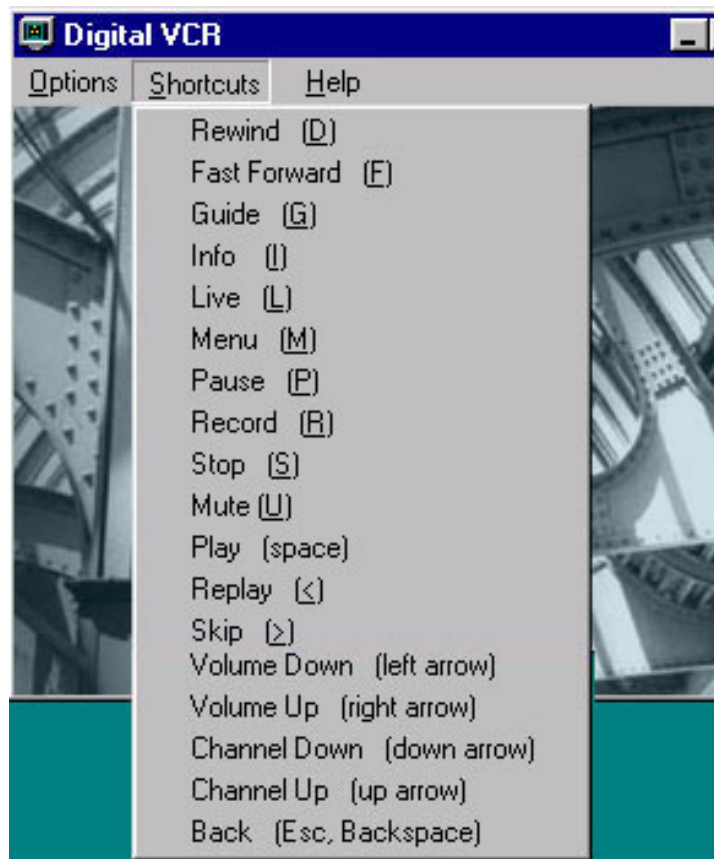 Digital VCR
Options Shortcuts Help
Rewind (D)
Fast Forward (F)
Guide (G)
Info (I)
Live (L)
Menu (M)
Pause (P)
Record (R)
Stop (S)
Mute (U)
Play (space)
Replay (<)
Skip (>)
Volume Down (left arrow)
Volume Up (right arrow)
Channel Down (down arrow)
Channel Up (up arrow)
Back (Esc, Backspace)